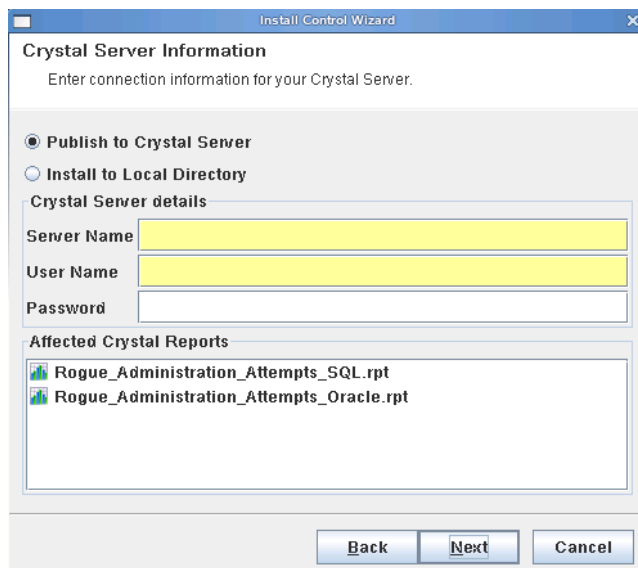 Install Control Wizard
Crystal Server Information
Enter connection information for your Crystal Server.
Publish to Crystal Server
Install to Local Directory
Crystal Server details
Server Name
User Name
Password
Affected Crystal Reports
Rogue_Administration_Attempts_SQL.rpt
Rogue_Administration_Attempts_Oracle.rpt
Back Next Cancel